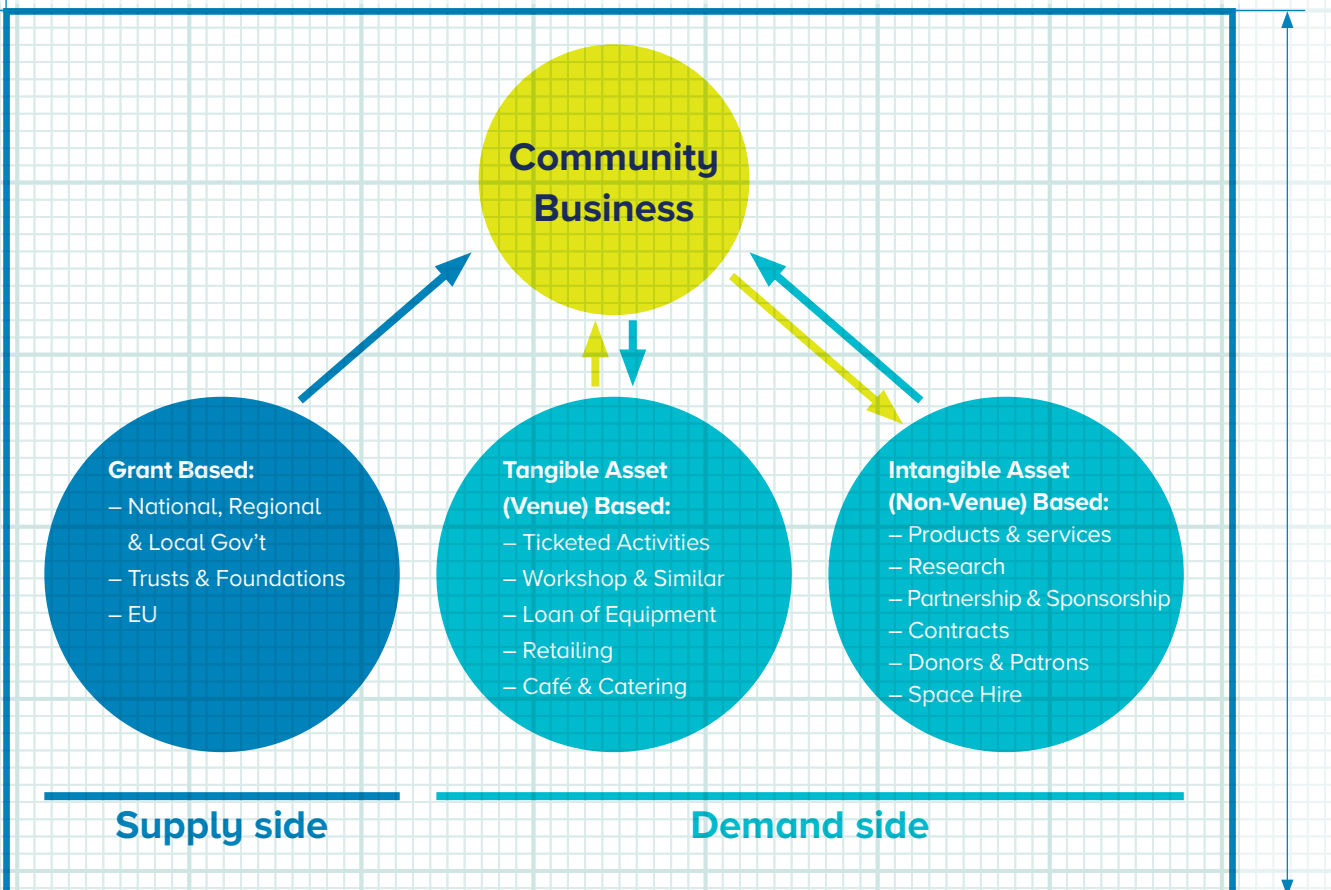 Community
Business
Grant Based:
– National, Regional
& Local Gov’t
– Trusts & Foundations
– EU
Tangible Asset
(Venue) Based:
– Ticketed Activities
– Workshop & Similar
– Loan of Equipment
– Retailing
– Café & Catering
Intangible Asset
(Non-Venue) Based:
– Products & services
– Research
– Partnership & Sponsorship
– Contracts
– Donors & Patrons
– Space Hire
Supply side
Demand side